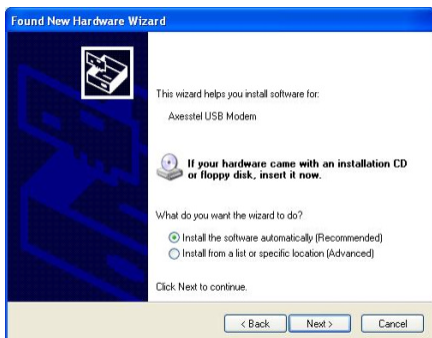 Found New Hardware Wizard
This wizard helps you install software for:
Axesstel USB Modem
If your hardware came with an installation CD
or floppy disk, insert it now.
What do you want the wizard to do?
Install the software automatically (Recommended)
Install from a list or specific location (Advanced)
Click Next to continue.
< Back
Next >
Cancel